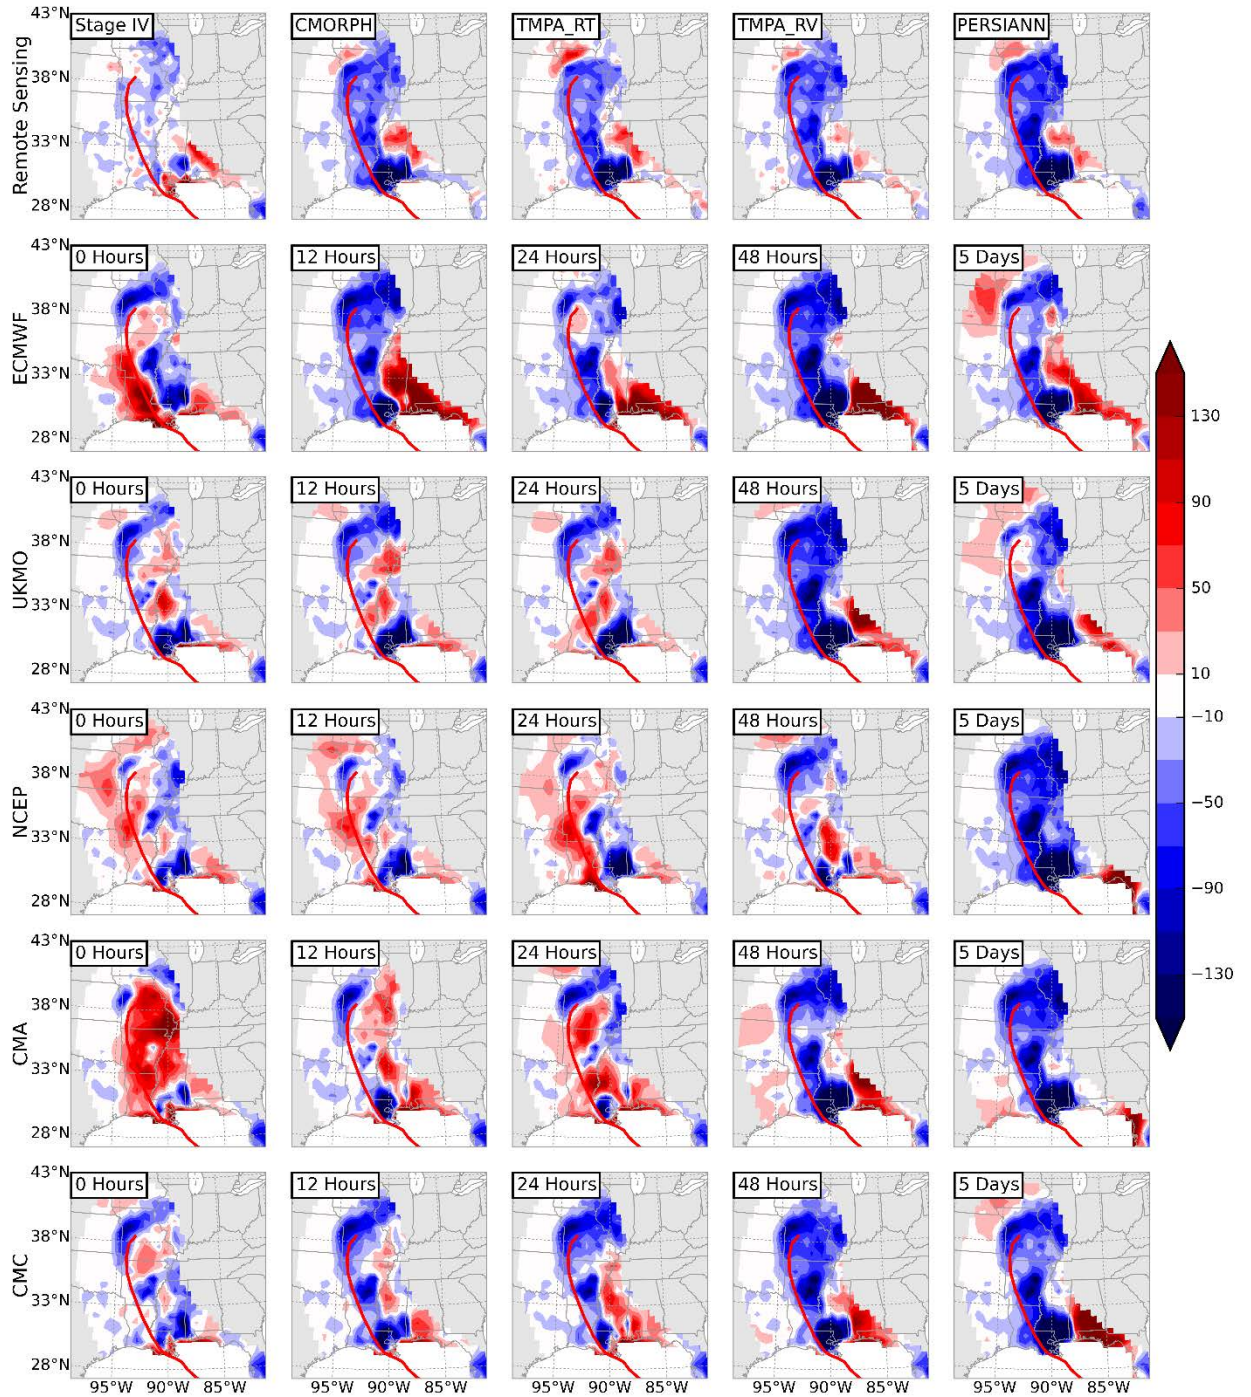 43°N
38°N
33°N
28°N
Remote Sensing
Stage IV
CMORPH
TMPA_RT
TMPA_RV
PERSIANN
43°N
38°N
33°N
28°N
ECMWF
0 Hours
12 Hours
24 Hours
48 Hours
5 Days
43°N
38°N
33°N
28°N
UKMO
0 Hours
12 Hours
24 Hours
48 Hours
5 Days
43°N
38°N
33°N
28°N
NCEP
0 Hours
12 Hours
24 Hours
48 Hours
5 Days
43°N
38°N
33°N
28°N
CMA
0 Hours
12 Hours
24 Hours
48 Hours
5 Days
43°N
38°N
33°N
28°N
CMC
0 Hours
12 Hours
24 Hours
48 Hours
5 Days
95°W 90°W 85°W
95°W 90°W 85°W
95°W 90°W 85°W
95°W 90°W 85°W
95°W 90°W 85°W
130
90
50
10
−10
−50
−90
−130